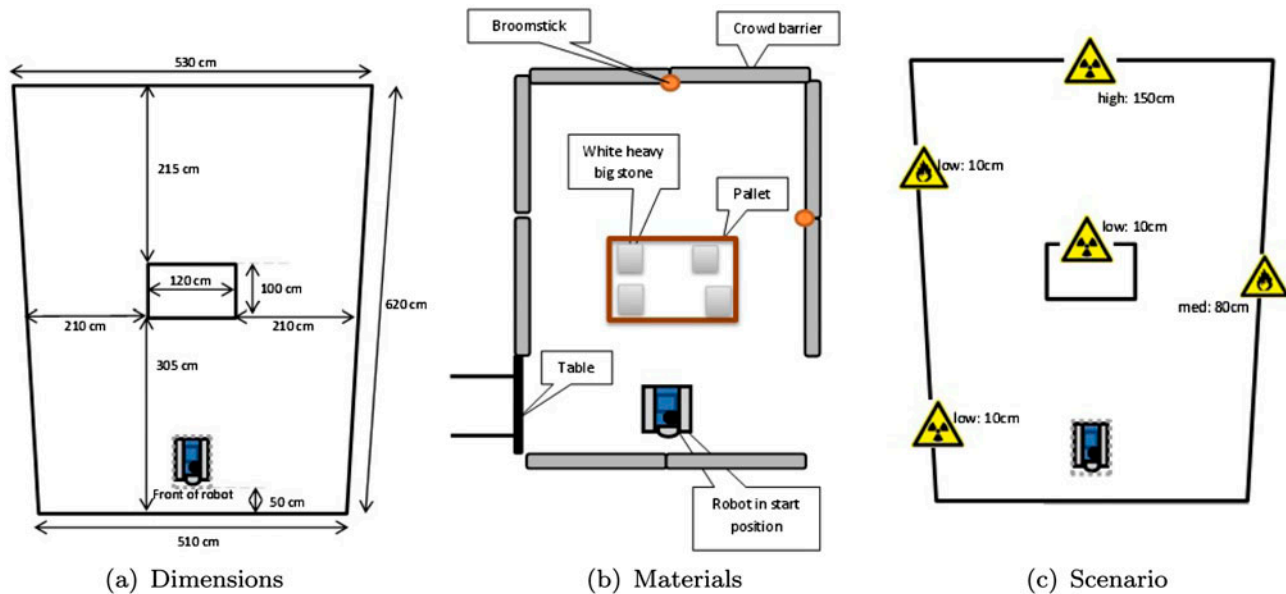 530 cm
215 cm
120 cm
100 cm
620 cm
210 cm
210 cm
305 cm
Front of robot
50 cm
510 cm
(a) Dimensions
Broomstick
Crowd barrier
White heavy
big stone
Pallet
Table
Robot in start
position
(b) Materials
high: 150cm
low: 10cm
low: 10cm
med: 80cm
low: 10cm
(c) Scenario